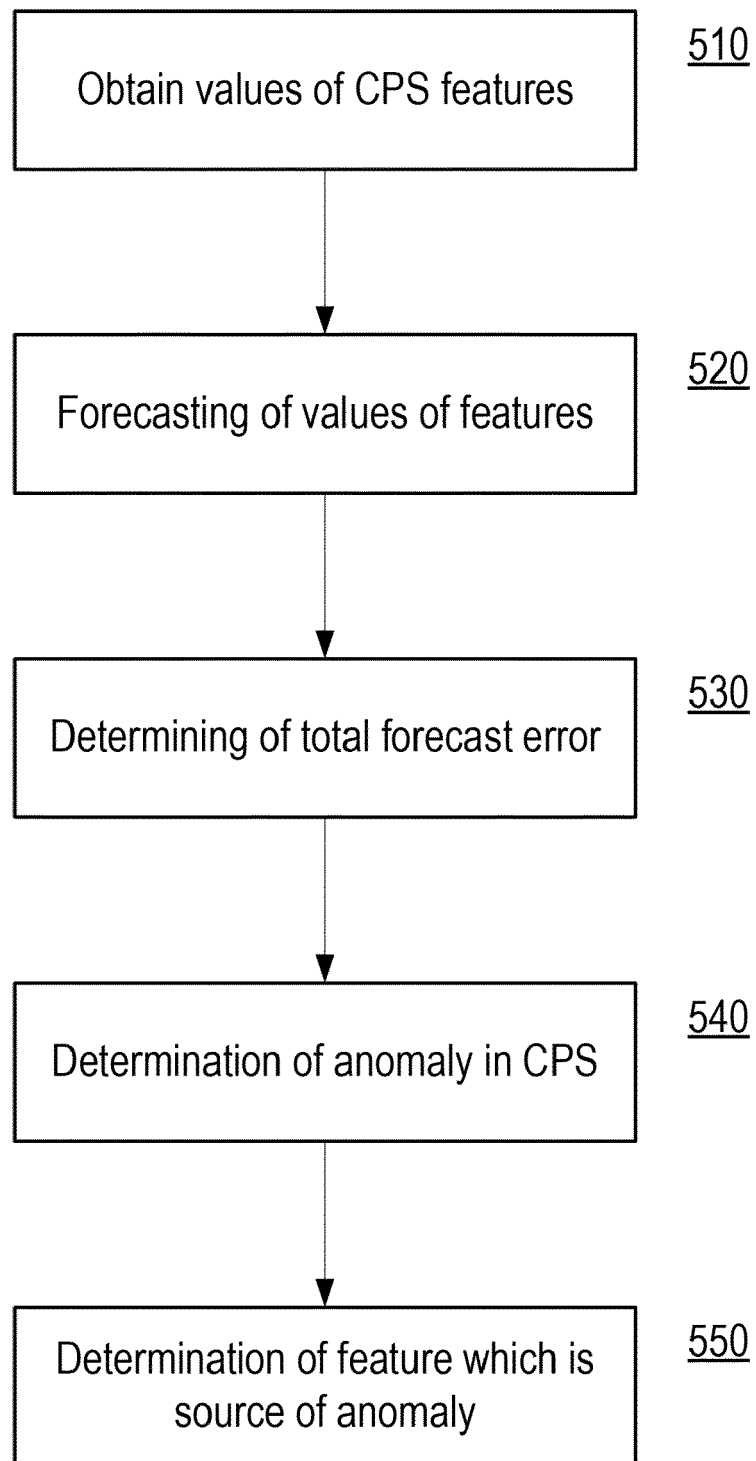 Obtain values of CPS features
510
Forecasting of values of features
520
Determining of total forecast error
530
Determination of anomaly in CPS
540
Determination of feature which is
source of anomaly
550